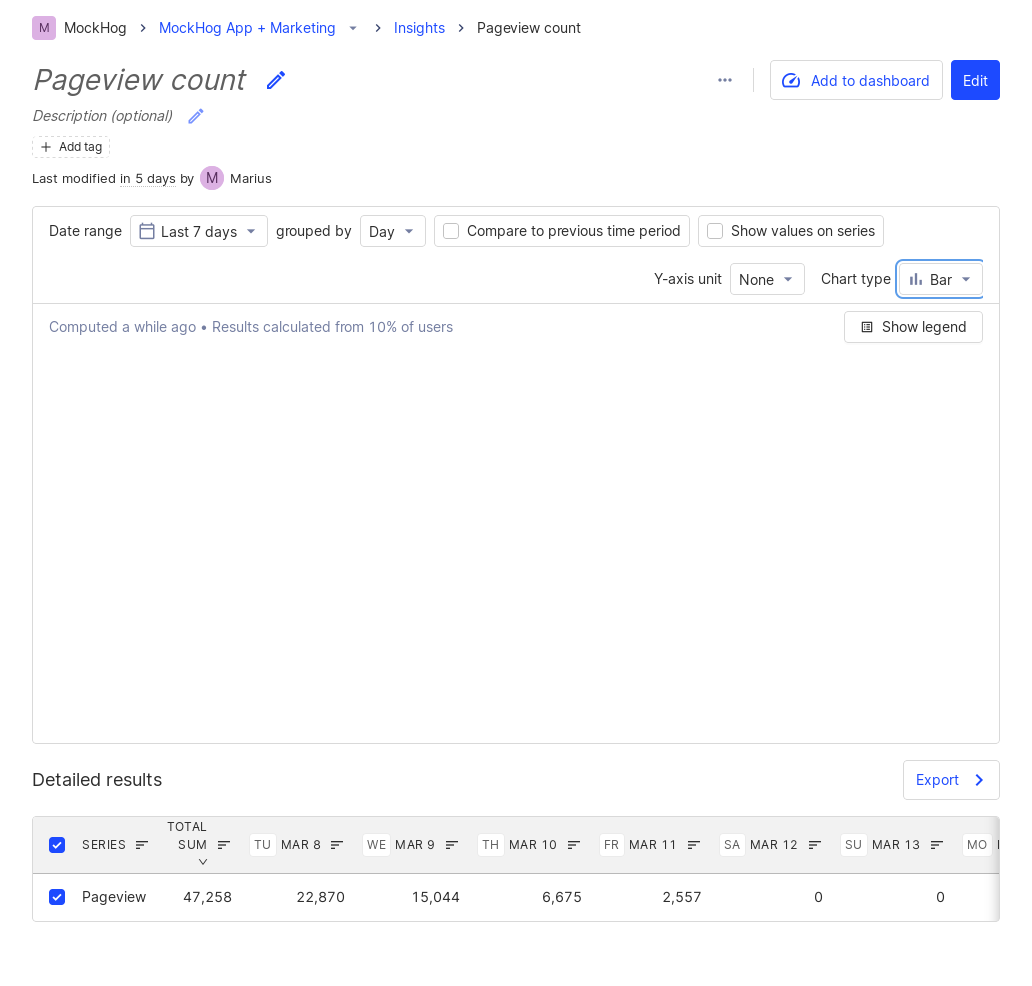 M MockHog MockHog App + Marketing Insights Pageview count
Pageview count
Add to dashboard Edit
Description (optional)
Add tag
Last modified in 5 days by M Marius
Date range Last 7 days grouped by Day Compare to previous time period Show values on series
Y-axis unit None Chart type Bar
Computed a while ago • Results calculated from 10% of users Show legend
Detailed results Export
SERIES TOTAL SUM TU MAR 8 WE MAR 9 TH MAR 10 FR MAR 11 SA MAR 12 SU MAR 13 MO
Pageview 47,258 22,870 15,044 6,675 2,557 0 0